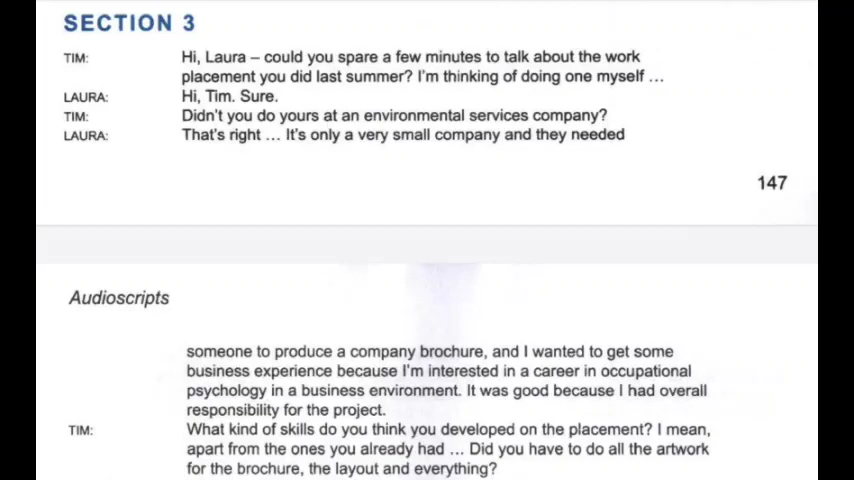 SECTION 3
TIM: Hi, Laura – could you spare a few minutes to talk about the work
placement you did last summer? I'm thinking of doing one myself ...
LAURA: Hi, Tim. Sure.
TIM: Didn't you do yours at an environmental services company?
LAURA: That's right ... It's only a very small company and they needed
147
Audioscripts
someone to produce a company brochure, and I wanted to get some
business experience because I'm interested in a career in occupational
psychology in a business environment. It was good because I had overall
responsibility for the project.
TIM: What kind of skills do you think you developed on the placement? I mean,
apart from the ones you already had ... Did you have to do all the artwork
for the brochure, the layout and everything?